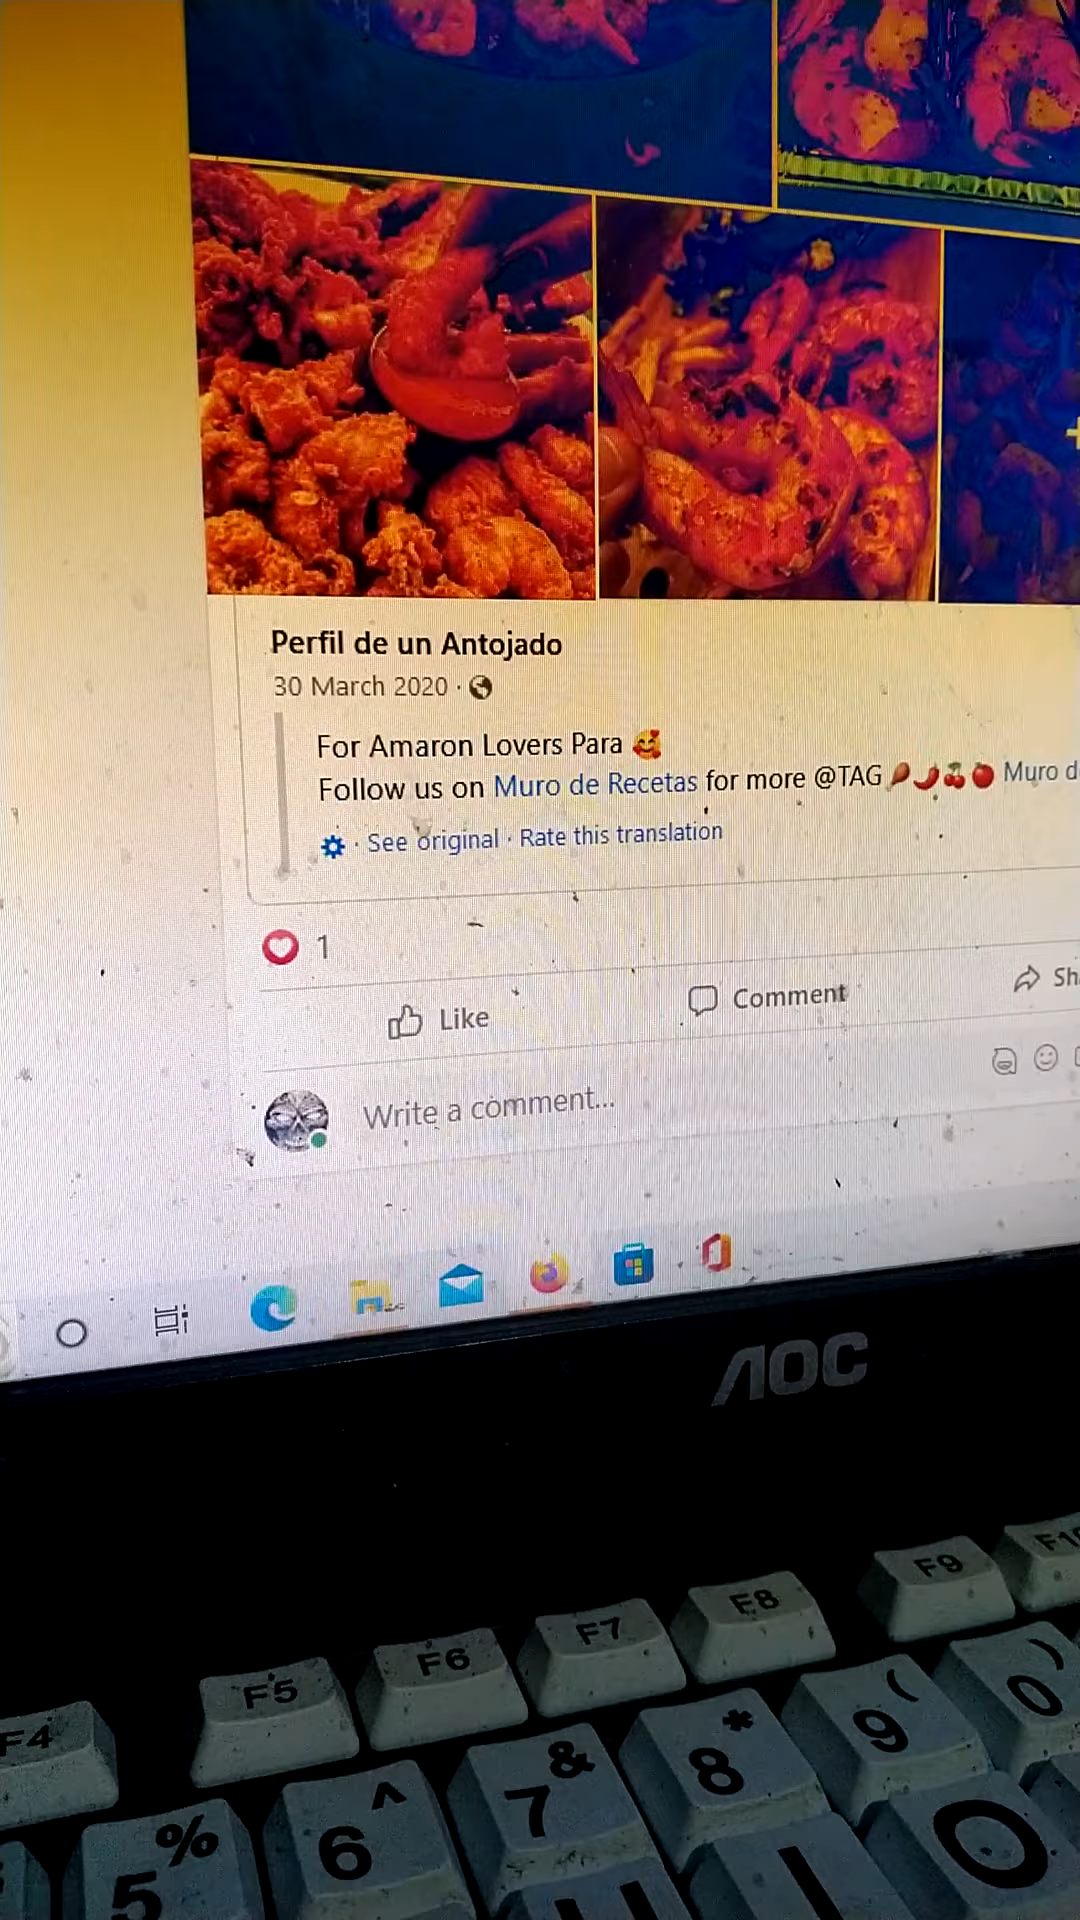 Perfil de un Antojado
30 March 2020 ·
For Amaron Lovers Para 🥰
Follow us on Muro de Recetas for more @TAG 🍠🌶🍒🍅 Muro d
· See original · Rate this translation
1
Like
Comment
Sh
Write a comment...
AOC
F4
F5
F6
F7
F8
F9
F10
% 5
^ 6
& 7
* 8
( 9
) 0
U
I
O